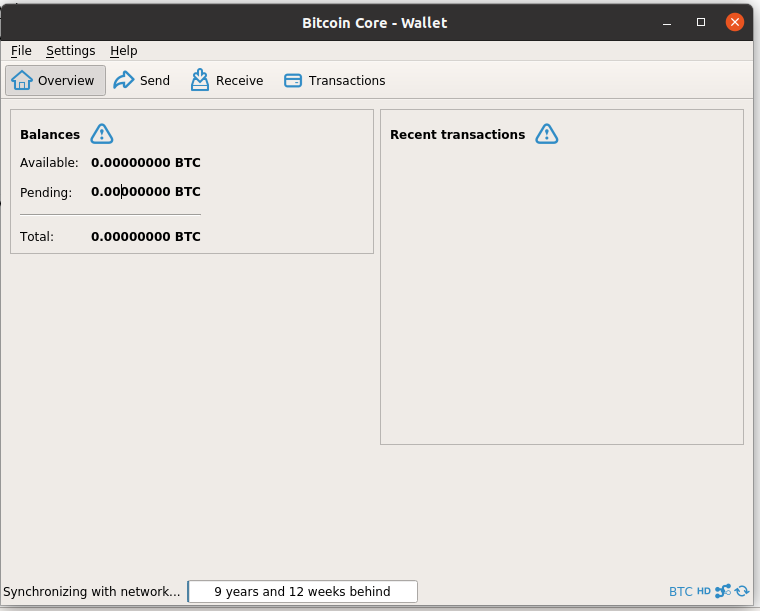 Bitcoin Core - Wallet
File Settings Help
Overview Send Receive Transactions
Balances
Available: 0.00000000 BTC
Pending: 0.00000000 BTC
Total: 0.00000000 BTC
Recent transactions
Synchronizing with network... 9 years and 12 weeks behind BTC HD